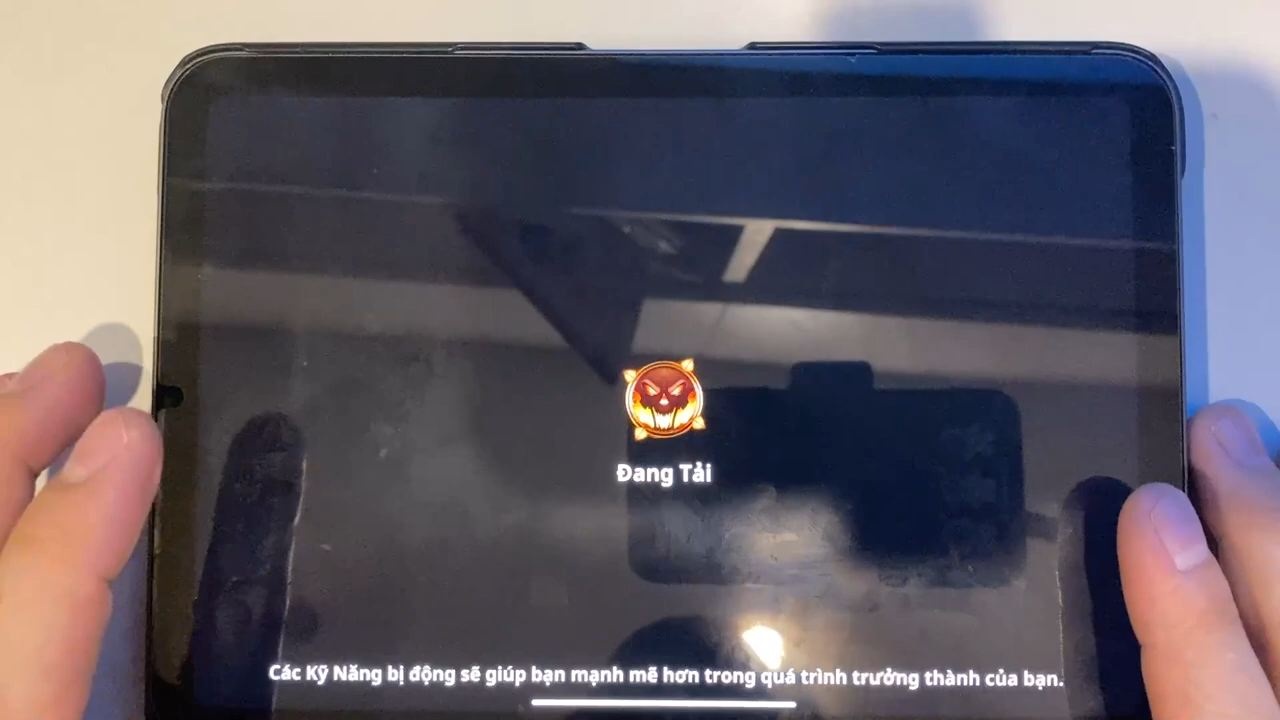 Đang Tải
Các Kỹ Năng bị động sẽ giúp bạn mạnh mẽ hơn trong quá trình trưởng thành của bạn.